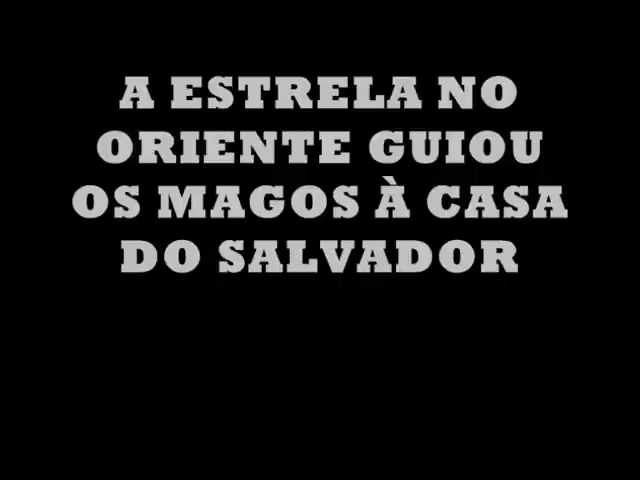 A ESTRELA NO
ORIENTE GUIOU
OS MAGOS À CASA
DO SALVADOR